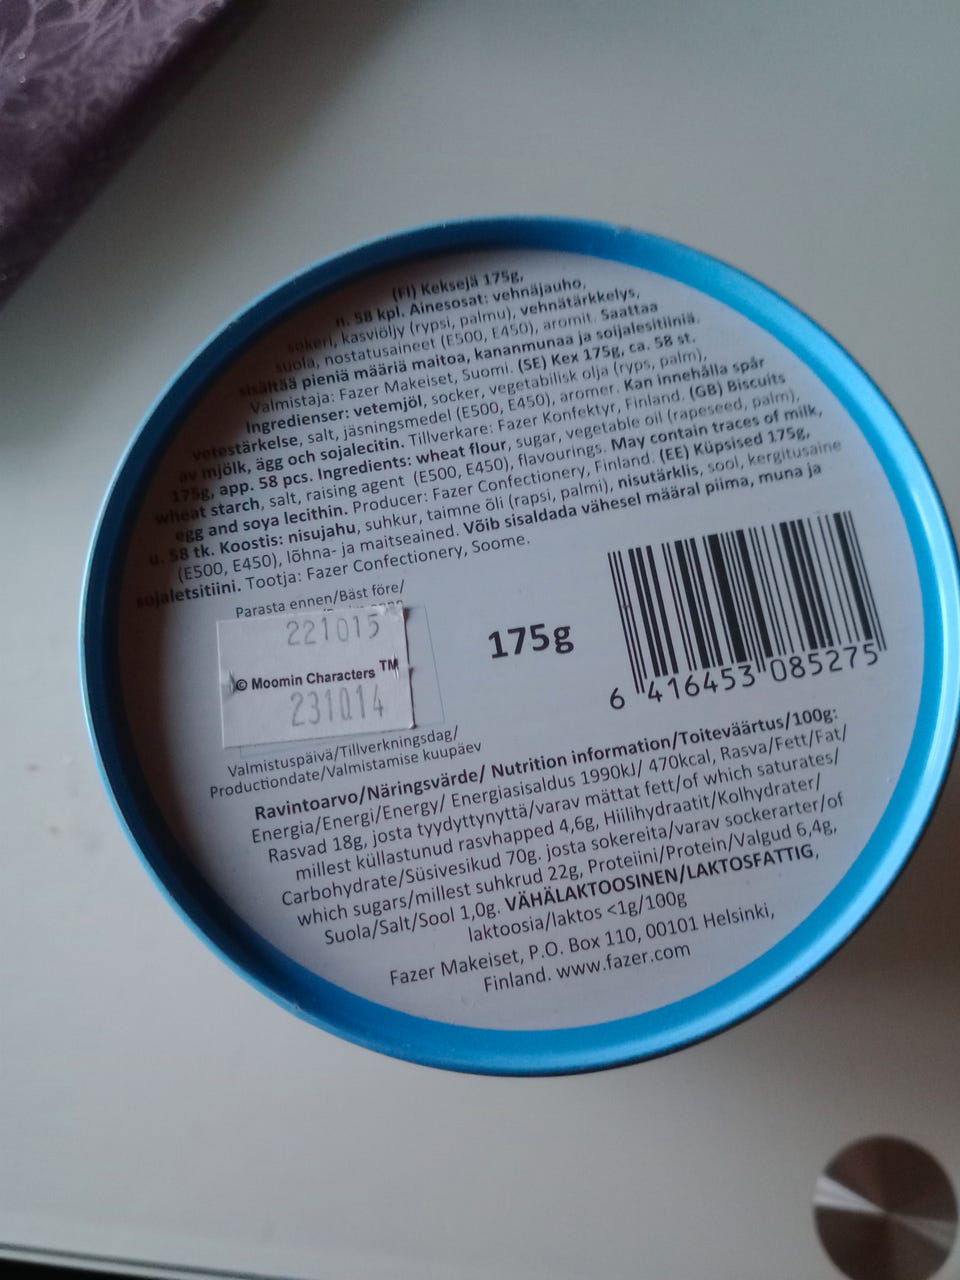 (FI) Keksejä 175g,
n. 58 kpl. Ainesosat: vehnäjauho,
sokeri, kasviöljy (rypsi, palmu), vehnätärkkelys,
suola, nostatusaineet (E500, E450), aromit. Saattaa
sisältää pieniä määriä maitoa, kananmunaa ja soijalesitiiniä.
Valmistaja: Fazer Makeiset, Suomi. (SE) Kex 175g, ca. 58 st.
Ingredienser: vetemjöl, socker, vegetabilisk olja (ryps, palm),
vetestärkelse, salt, jäsningsmedel (E500, E450), aromer. Kan innehålla spår
av mjölk, ägg och sojalecitin. Tillverkare: Fazer Konfektyr, Finland. (GB) Biscuits
175g, app. 58 pcs. Ingredients: wheat flour, sugar, vegetable oil (rapeseed, palm),
wheat starch, salt, raising agent (E500, E450), flavourings. May contain traces of milk,
egg and soya lecithin. Producer: Fazer Confectionery, Finland. (EE) Küpsised 175g,
u. 58 tk. Koostis: nisujahu, suhkur, taimne õli (rapsi, palmi), nisutärklis, sool, kergitusaine
(E500, E450), lõhna- ja maitseained. Võib sisaldada vähesel määral piima, muna ja
sojaletsitiini. Tootja: Fazer Confectionery, Soome.
Parasta ennen/Bäst före/
221015
© Moomin Characters ™
231014
175g
6 416453 085275
Valmistuspäivä/Tillverkningsdag/
Productiondate/Valmistamise kuupäev
Ravintoarvo/Näringsvärde/ Nutrition information/Toiteväärtus/100g:
Energia/Energi/Energy/ Energiasisaldus 1990kJ/ 470kcal, Rasva/Fett/Fat/
Rasvad 18g, josta tyydyttynyttä/varav mättat fett/of which saturates/
millest küllastunud rasvhapped 4,6g, Hiilihydraatit/Kolhydrater/
Carbohydrate/Süsivesikud 70g. josta sokereita/varav sockerarter/of
which sugars/millest suhkrud 22g, Proteiini/Protein/Valgud 6,4g,
Suola/Salt/Sool 1,0g. VÄHÄLAKTOOSINEN/LAKTOSFATTIG,
laktoosia/laktos <1g/100g
Fazer Makeiset, P.O. Box 110, 00101 Helsinki,
Finland. www.fazer.com